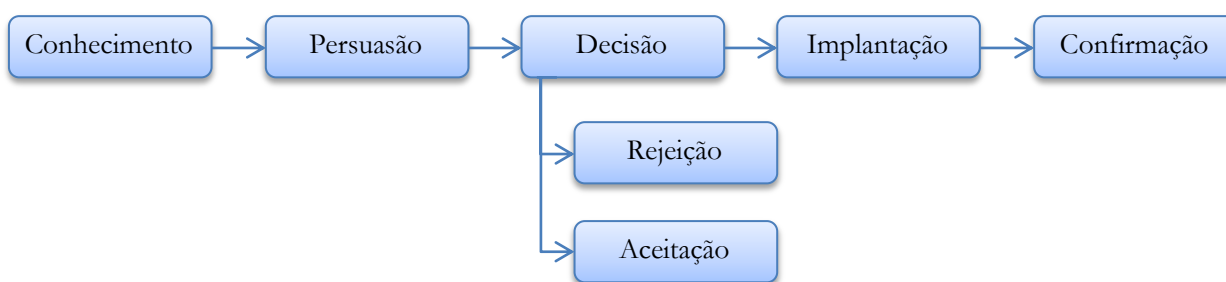 Conhecimento
Persuasão
Decisão
Implantação
Confirmação
Rejeição
Aceitação